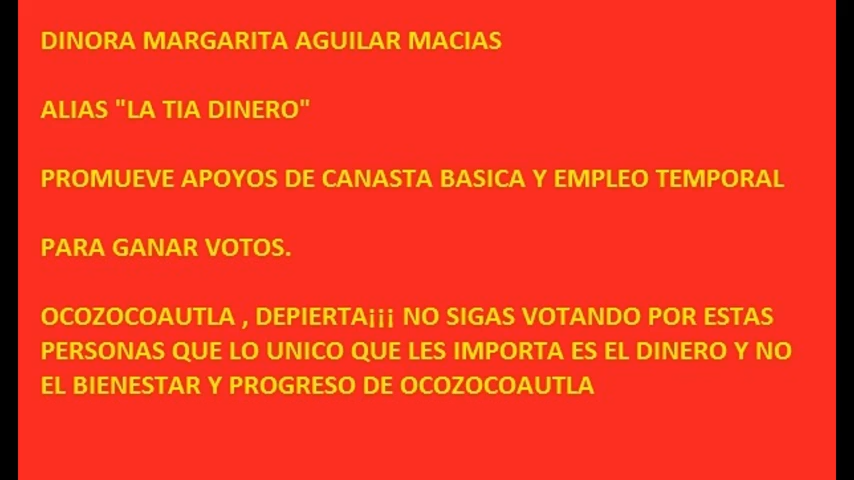 DINORA MARGARITA AGUILAR MACIAS
ALIAS "LA TIA DINERO"
PROMUEVE APOYOS DE CANASTA BASICA Y EMPLEO TEMPORAL
PARA GANAR VOTOS.
OCOZOCOAUTLA , DEPIERTA¡¡¡ NO SIGAS VOTANDO POR ESTAS
PERSONAS QUE LO UNICO QUE LES IMPORTA ES EL DINERO Y NO
EL BIENESTAR Y PROGRESO DE OCOZOCOAUTLA